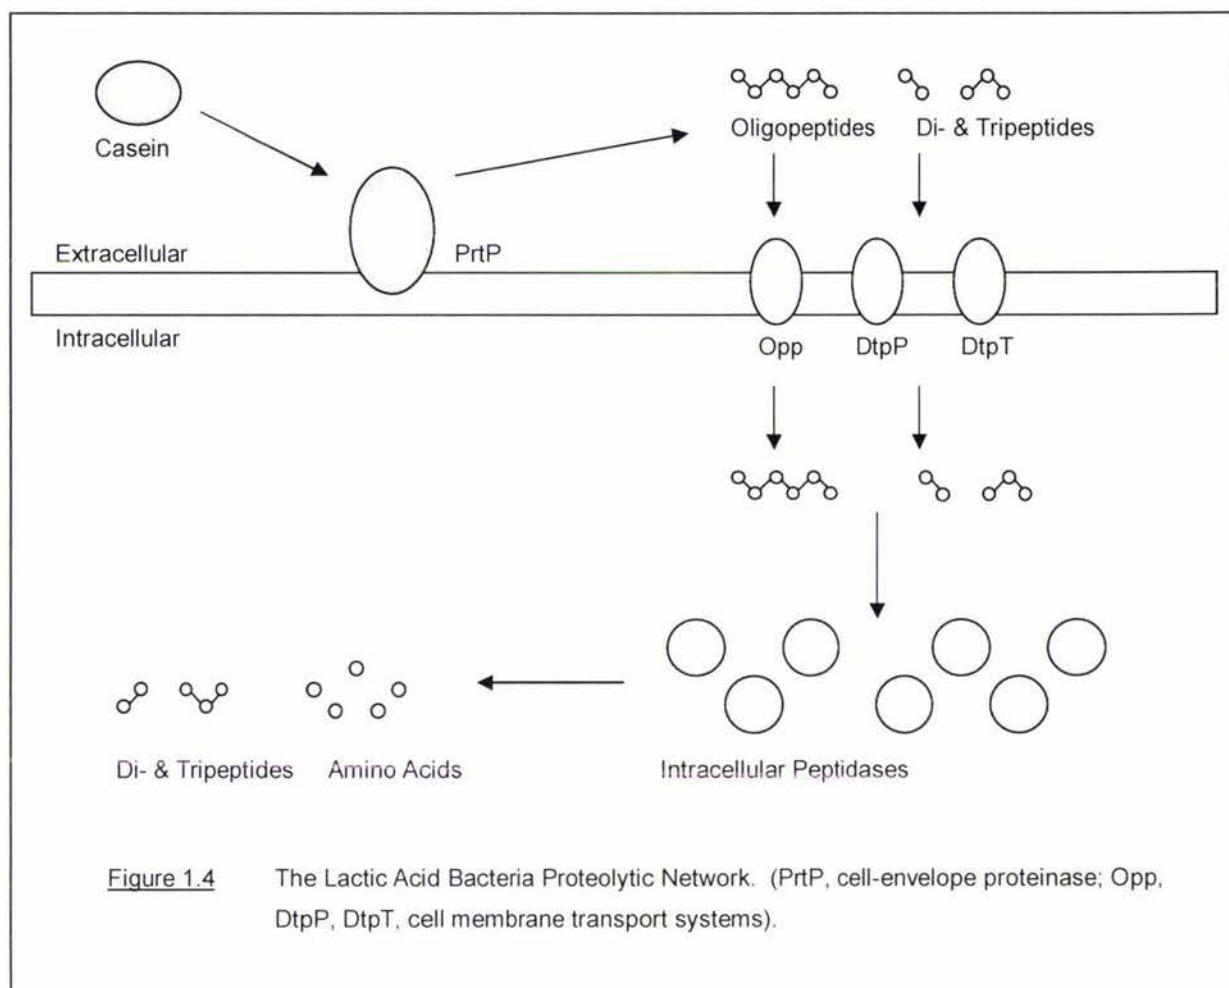 Casein
Oligopeptides
Di- & Tripeptides
Extracellular
PrtP
Intracellular
Opp
DtpP
DtpT
Di- & Tripeptides
Amino Acids
Intracellular Peptidases
Figure 1.4 The Lactic Acid Bacteria Proteolytic Network. (PrtP, cell-envelope proteinase; Opp,
DtpP, DtpT, cell membrane transport systems).